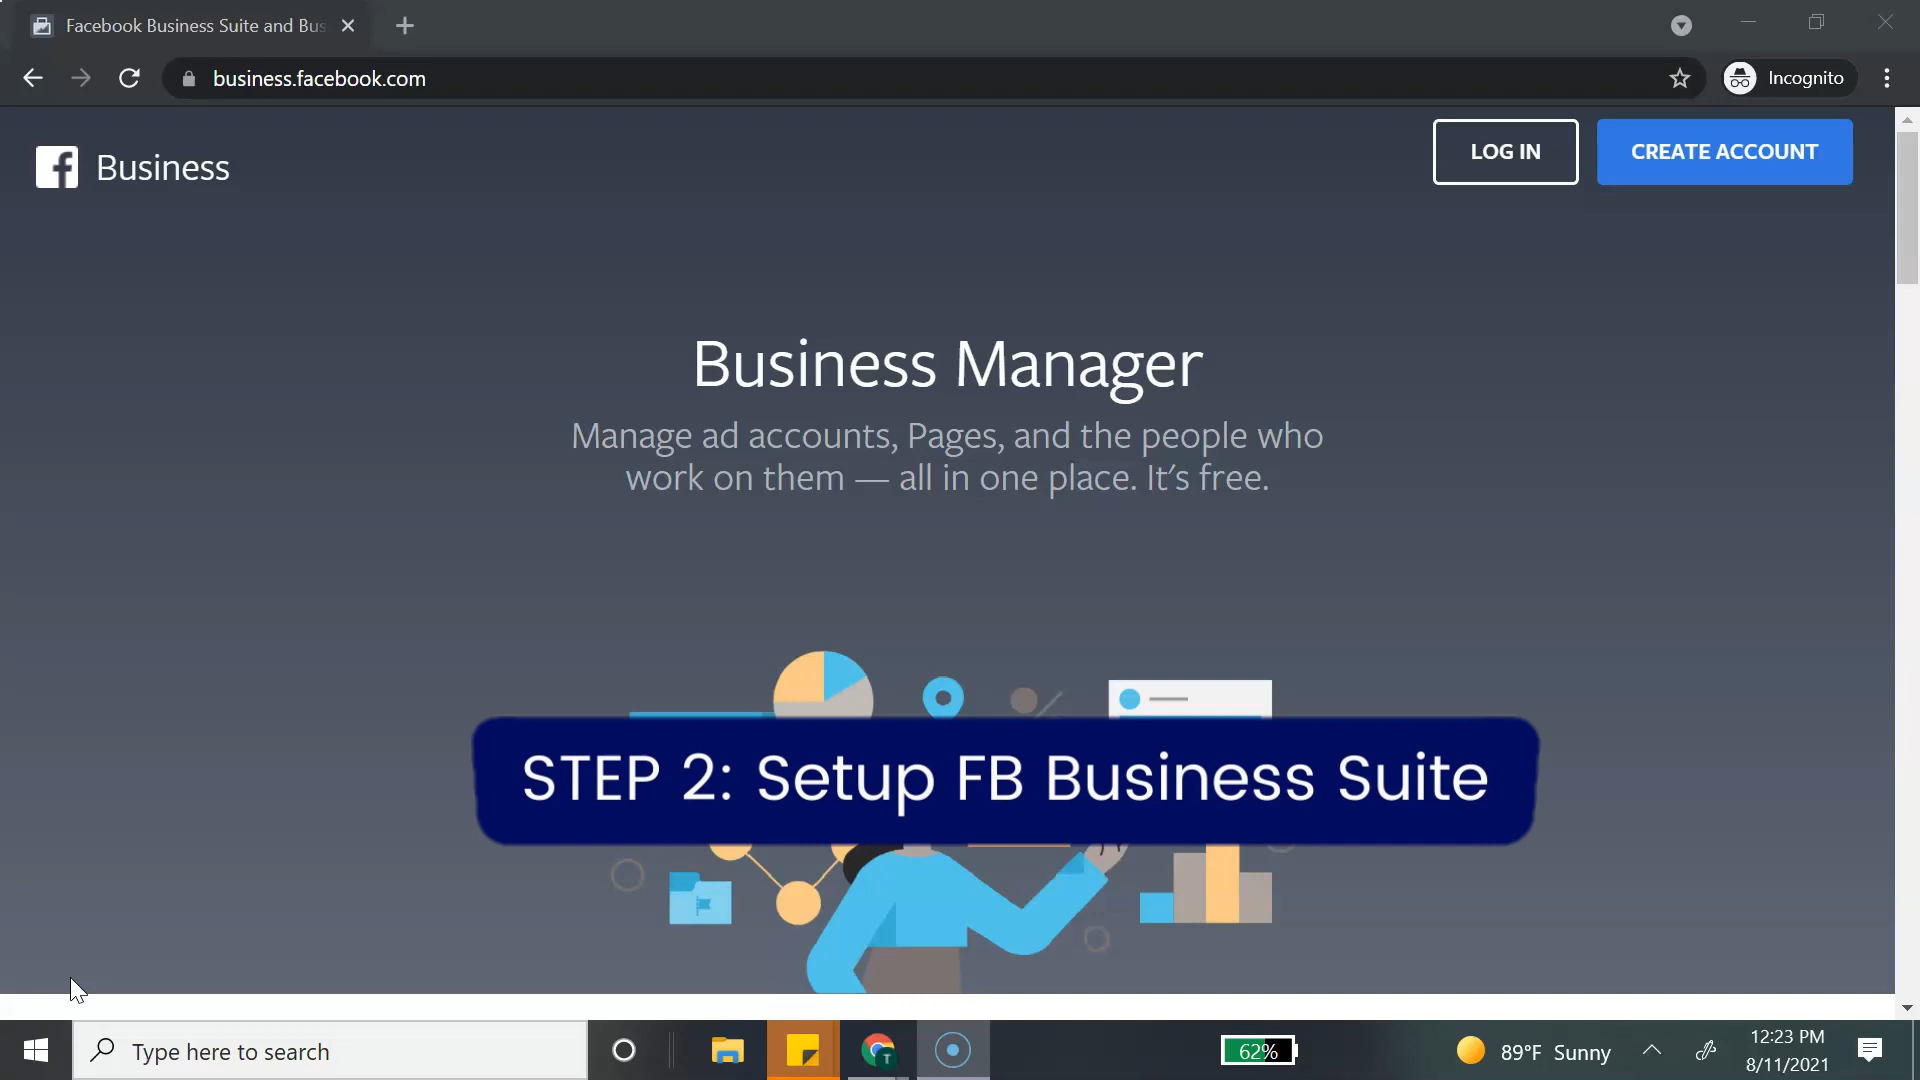 Facebook Business Suite and Bus
business.facebook.com
Incognito
Business
LOG IN
CREATE ACCOUNT
Business Manager
Manage ad accounts, Pages, and the people who
work on them — all in one place. It's free.
STEP 2: Setup FB Business Suite
Type here to search
T
62%
89°F Sunny
12:23 PM
8/11/2021